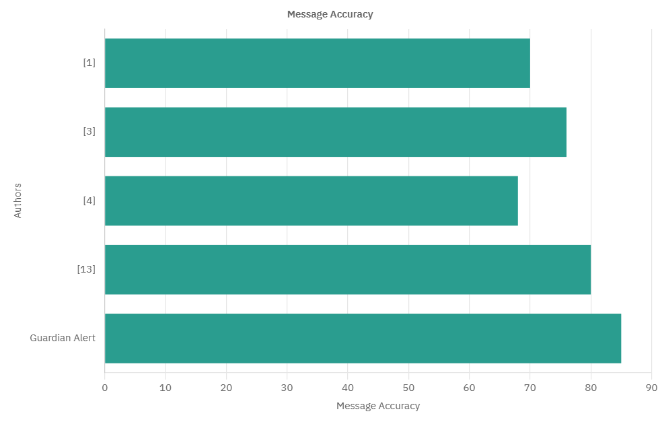 Message Accuracy
Authors
[1]
[3]
[4]
[13]
Guardian Alert
0 10 20 30 40 50 60 70 80 90
Message Accuracy